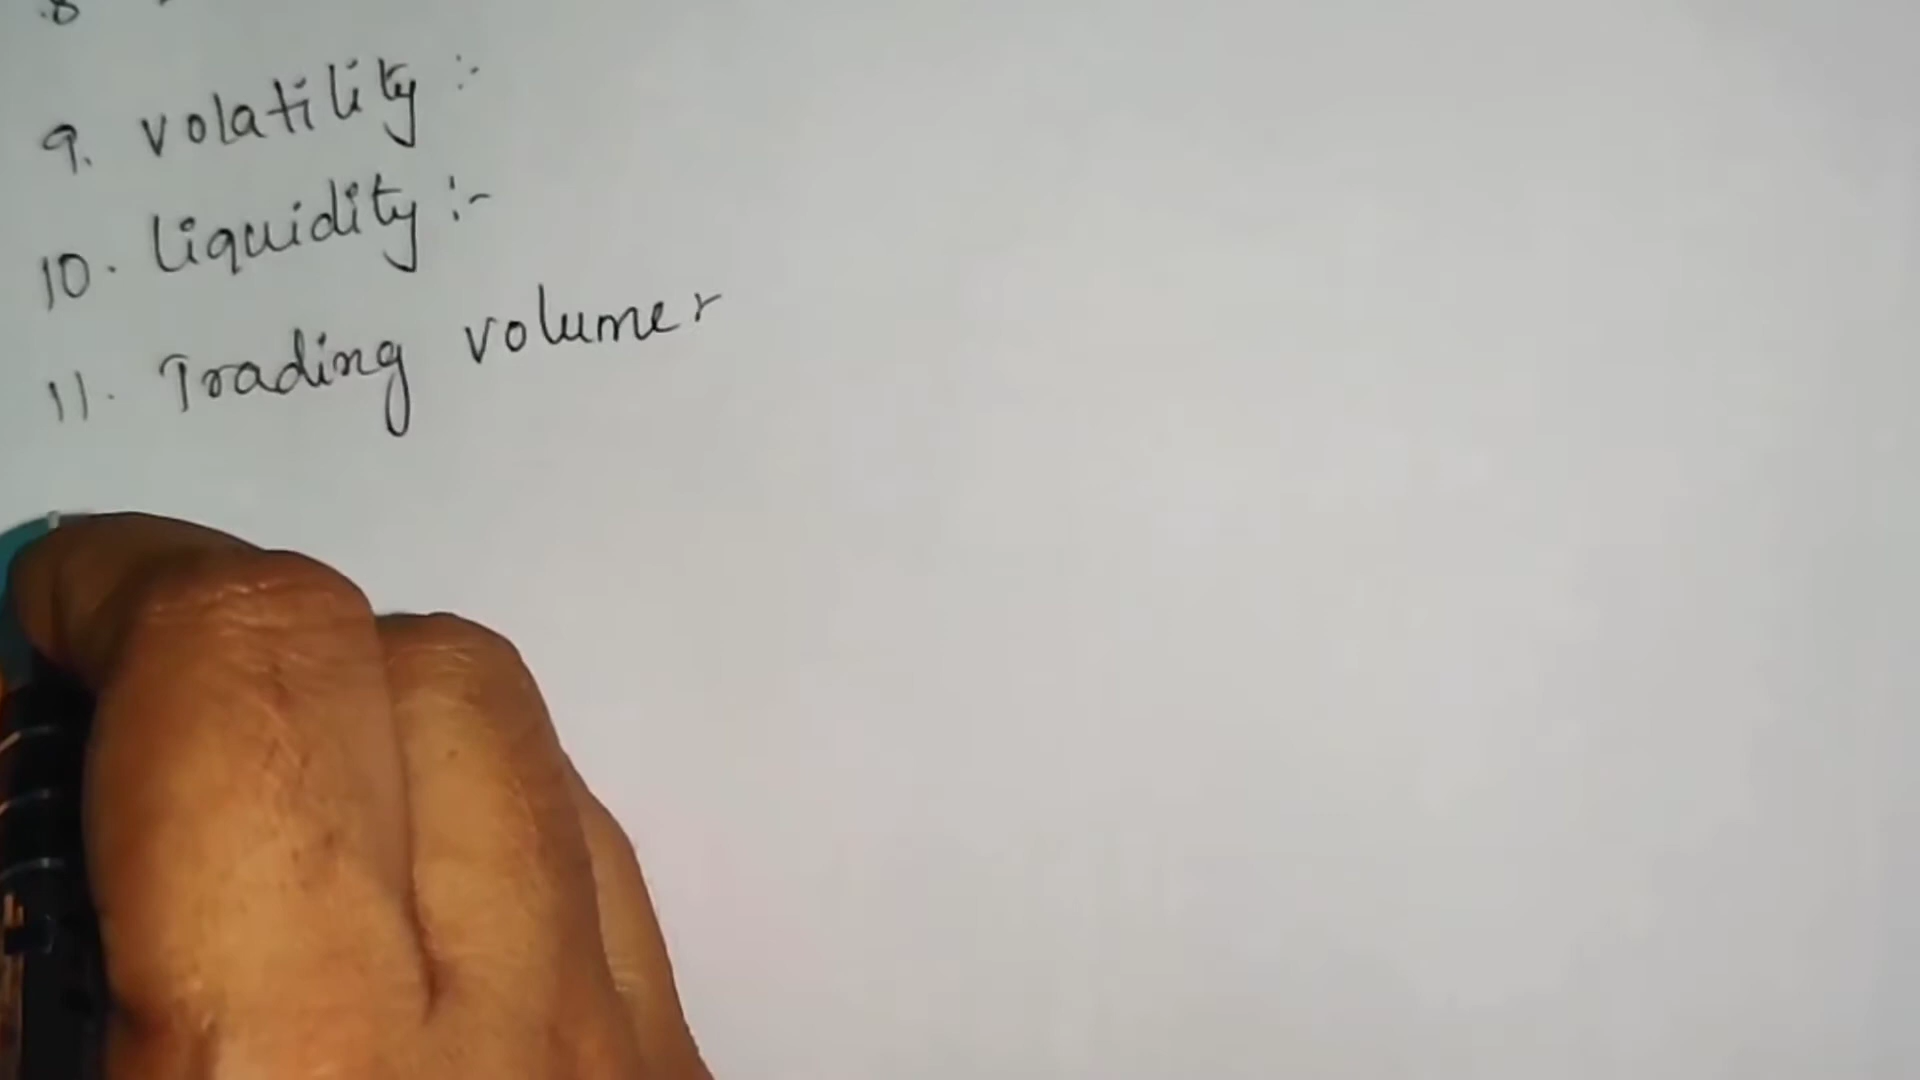 9. volatility :-
10. liquidity :-
11. Trading volume :-